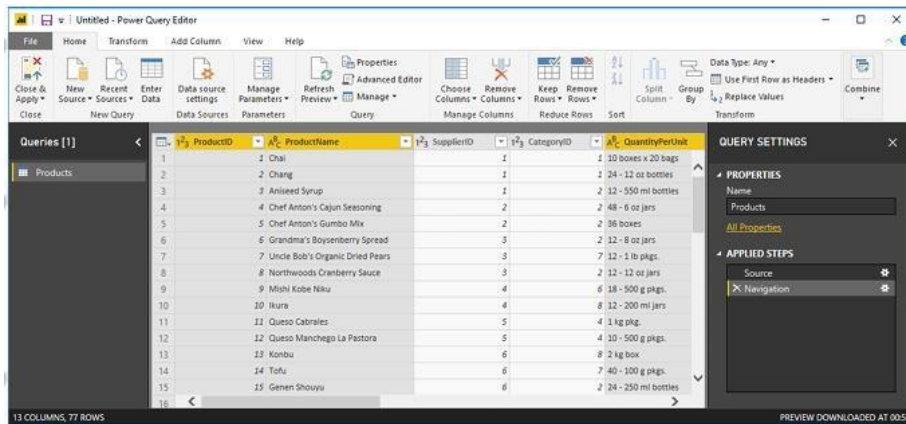 Untitled - Power Query Editor
File Home Transform Add Column View Help
Close & Apply
New Source
Recent Sources
Enter Data
Data source settings
Manage Parameters
Refresh Preview
Properties
Advanced Editor
Manage
Choose Columns
Remove Columns
Keep Rows
Remove Rows
Split Column
Group By
Data Type: Any
Use First Row as Headers
Replace Values
Combine
Close New Query Data Sources Parameters Query Manage Columns Reduce Rows Sort Transform
Queries [1]
Products
ProductID ProductName SupplierID CategoryID QuantityPerUnit
1 1 Chai 1 1 10 boxes x 20 bags
2 2 Chang 1 1 24 - 12 oz bottles
3 3 Aniseed Syrup 1 2 12 - 550 ml bottles
4 4 Chef Anton's Cajun Seasoning 2 2 48 - 6 oz jars
5 5 Chef Anton's Gumbo Mix 2 2 36 boxes
6 6 Grandma's Boysenberry Spread 3 2 12 - 8 oz jars
7 7 Uncle Bob's Organic Dried Pears 3 7 12 - 1 lb pkgs.
8 8 Northwoods Cranberry Sauce 3 2 12 - 12 oz jars
9 9 Mishi Kobe Niku 4 6 18 - 500 g pkgs.
10 10 Ikura 4 8 12 - 200 ml jars
11 11 Queso Cabrales 5 4 1 kg pkg.
12 12 Queso Manchego La Pastora 5 4 10 - 500 g pkgs.
13 13 Konbu 6 8 2 kg box
14 14 Tofu 6 7 40 - 100 g pkgs.
15 15 Genen Shouyu 6 2 24 - 250 ml bottles
16
QUERY SETTINGS
PROPERTIES
Name
Products
All Properties
APPLIED STEPS
Source
Navigation
13 COLUMNS, 77 ROWS
PREVIEW DOWNLOADED AT 00:5